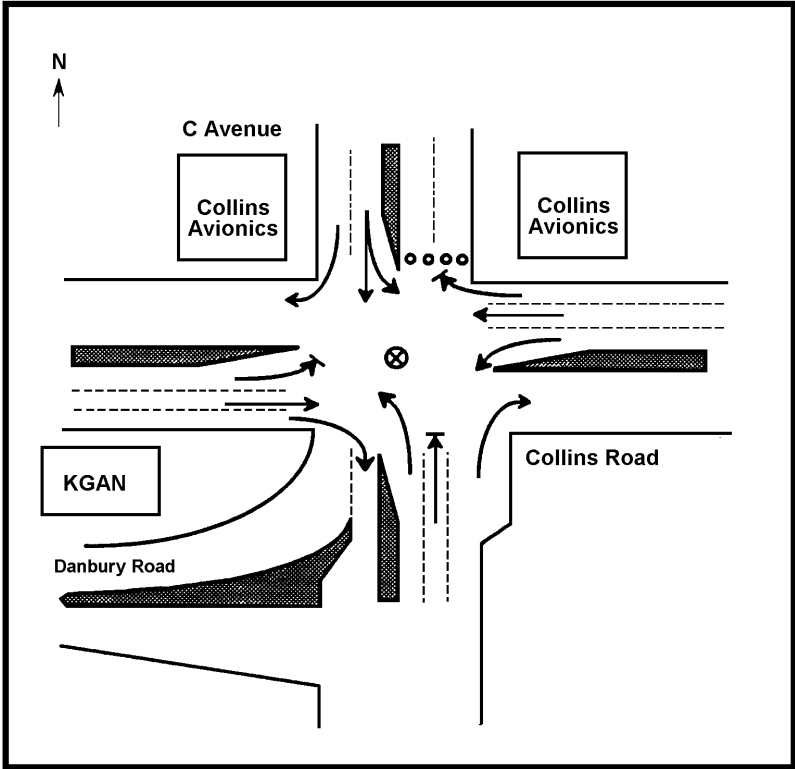 N
C Avenue
Collins
Avionics
Collins
Avionics
Collins Road
KGAN
Danbury Road